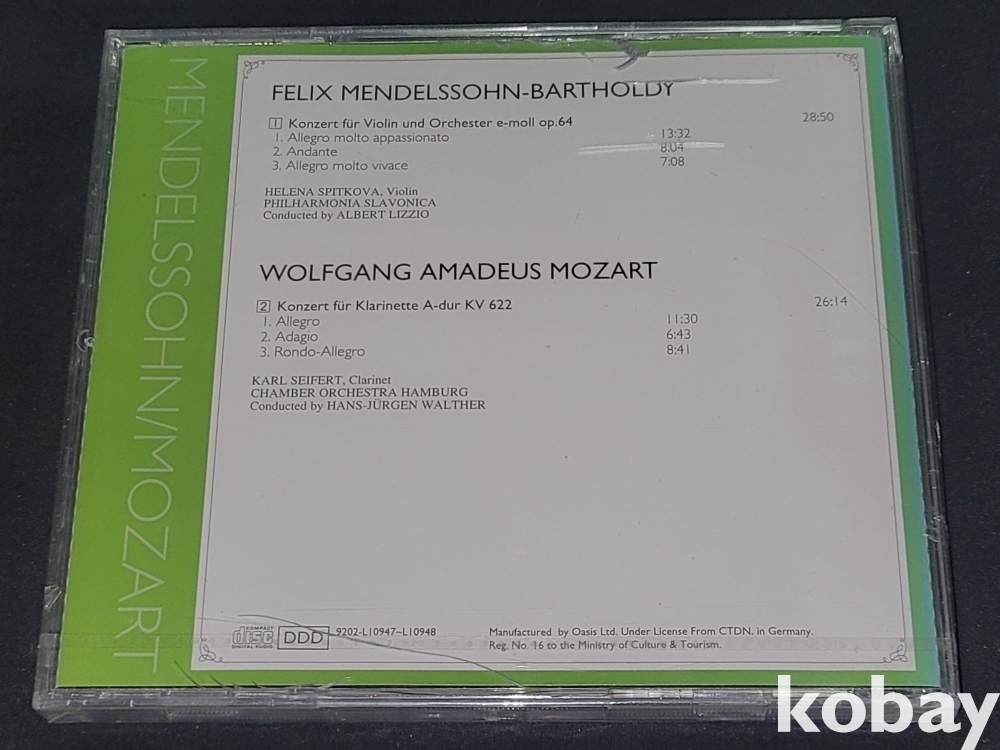 MENDELSSOHN/MOZART
FELIX MENDELSSOHN-BARTHOLDY
1 Konzert für Violin und Orchester e-moll op.64 28:50
1. Allegro molto appassionato 13:32
2. Andante 8:04
3. Allegro molto vivace 7:08
HELENA SPITKOVA, Violin
PHILHARMONIA SLAVONICA
Conducted by ALBERT LIZZIO
WOLFGANG AMADEUS MOZART
2 Konzert für Klarinette A-dur KV 622 26:14
1. Allegro 11:30
2. Adagio 6:43
3. Rondo-Allegro 8:41
KARL SEIFERT, Clarinet
CHAMBER ORCHESTRA HAMBURG
Conducted by HANS-JÜRGEN WALTHER
COMPACT
disc
DIGITAL AUDIO
DDD
9202-L10947~L10948
Manufactured by Oasis Ltd. Under License From CTDN. in Germany.
Reg. No. 16 to the Ministry of Culture & Tourism.
kobay